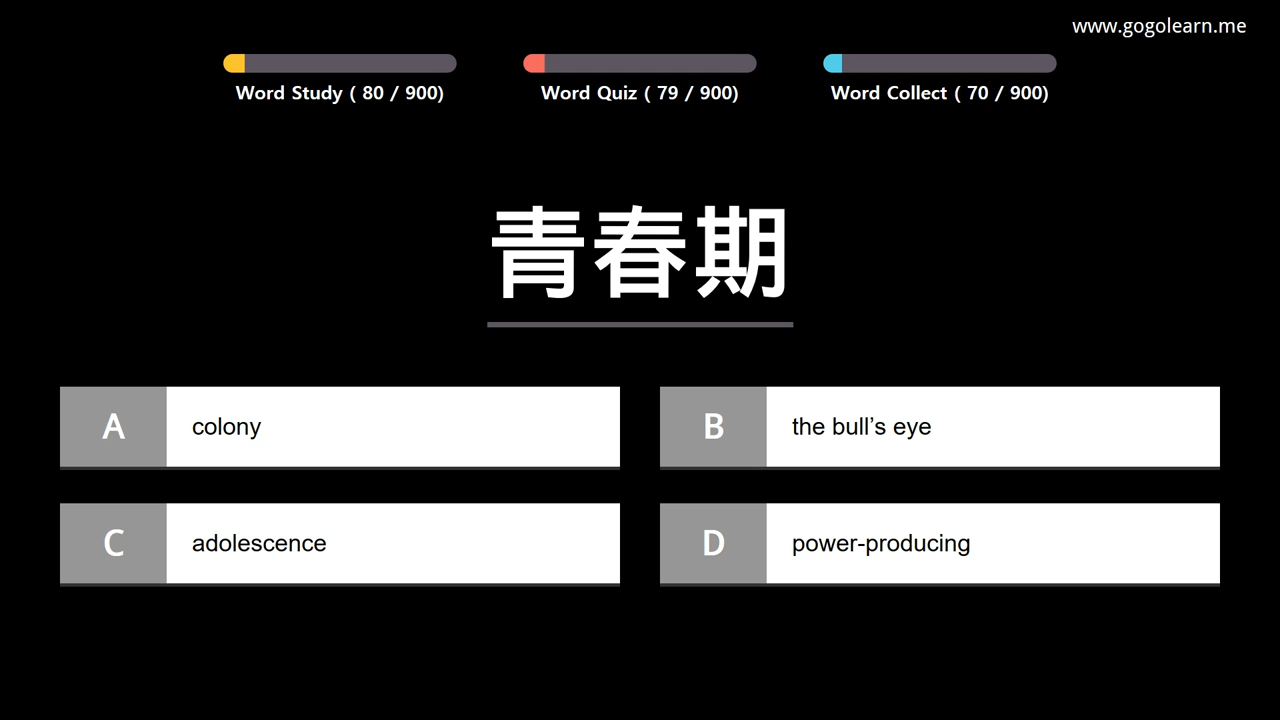 www.gogolearn.me
Word Study ( 80 / 900)
Word Quiz ( 79 / 900)
Word Collect ( 70 / 900)
青春期
A colony
B the bull’s eye
C adolescence
D power-producing